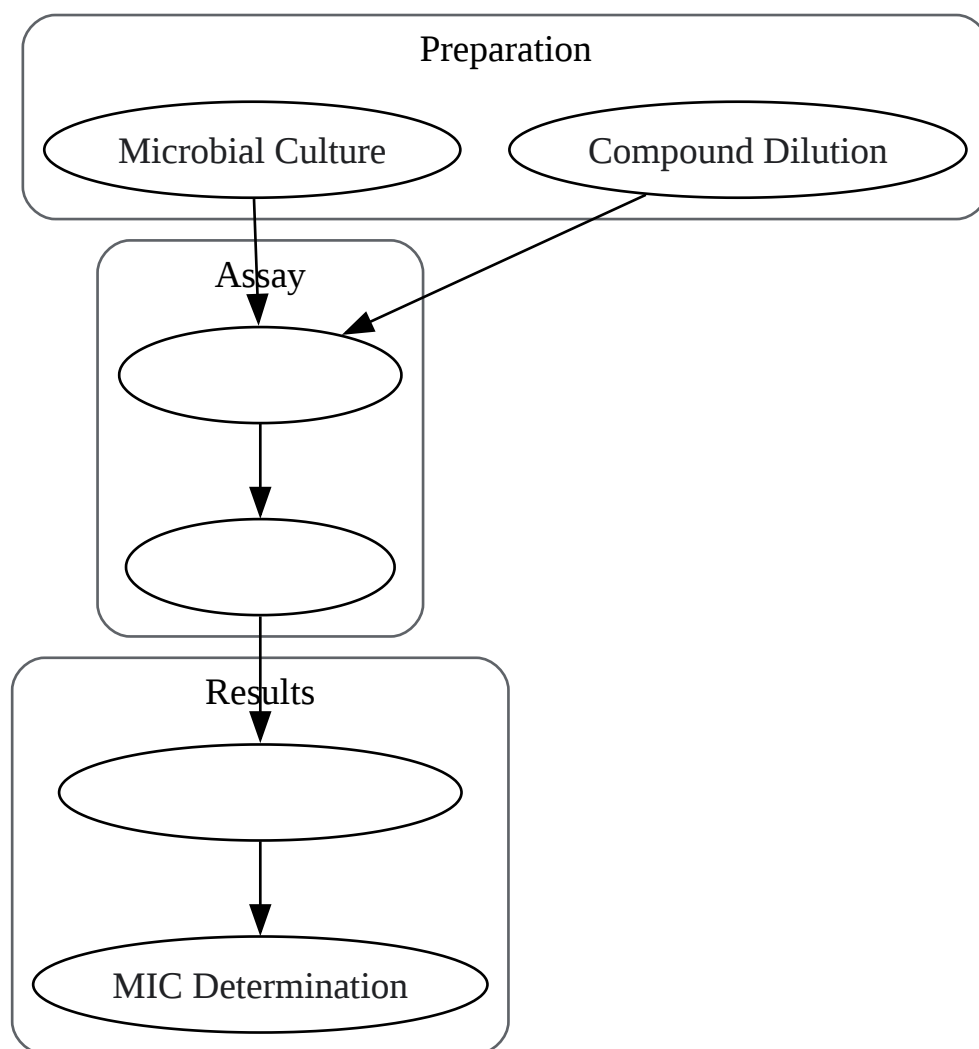 Preparation
Microbial Culture
Compound Dilution
Assay
Results
MIC Determination